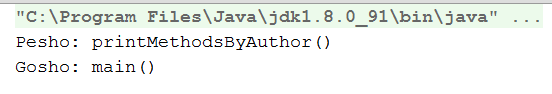 "C:\Program Files\Java\jdk1.8.0_91\bin\java" ...
Pesho: printMethodsByAuthor()
Gosho: main()